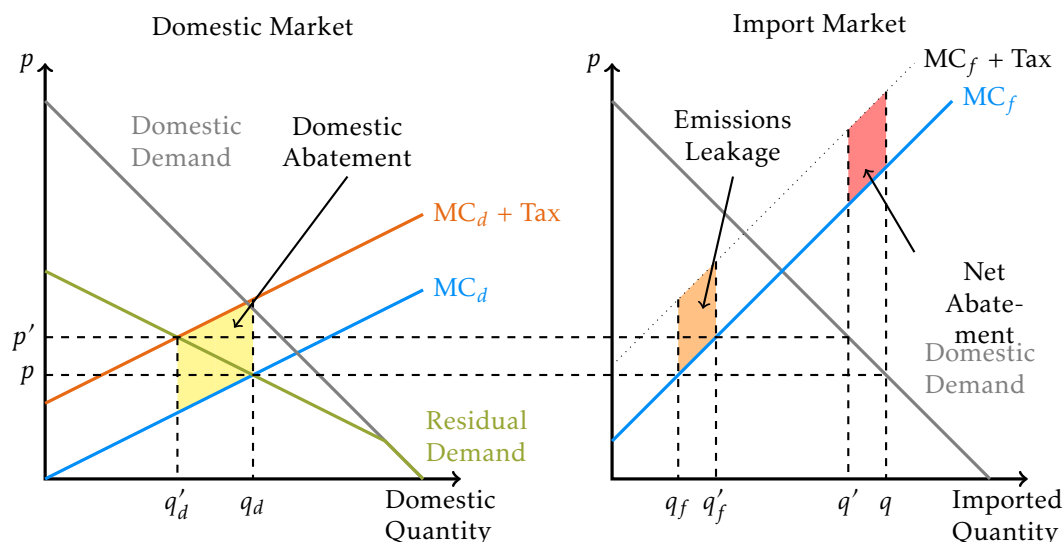 Domestic Market
p
Domestic
Demand
Domestic
Abatement
MC_d + Tax
MC_d
p′
p
Residual
Demand
q′_d
q_d
Domestic
Quantity
Import Market
p
MC_f + Tax
MC_f
Emissions
Leakage
Net
Abate-
ment
Domestic
Demand
q_f
q′_f
q′
q
Imported
Quantity